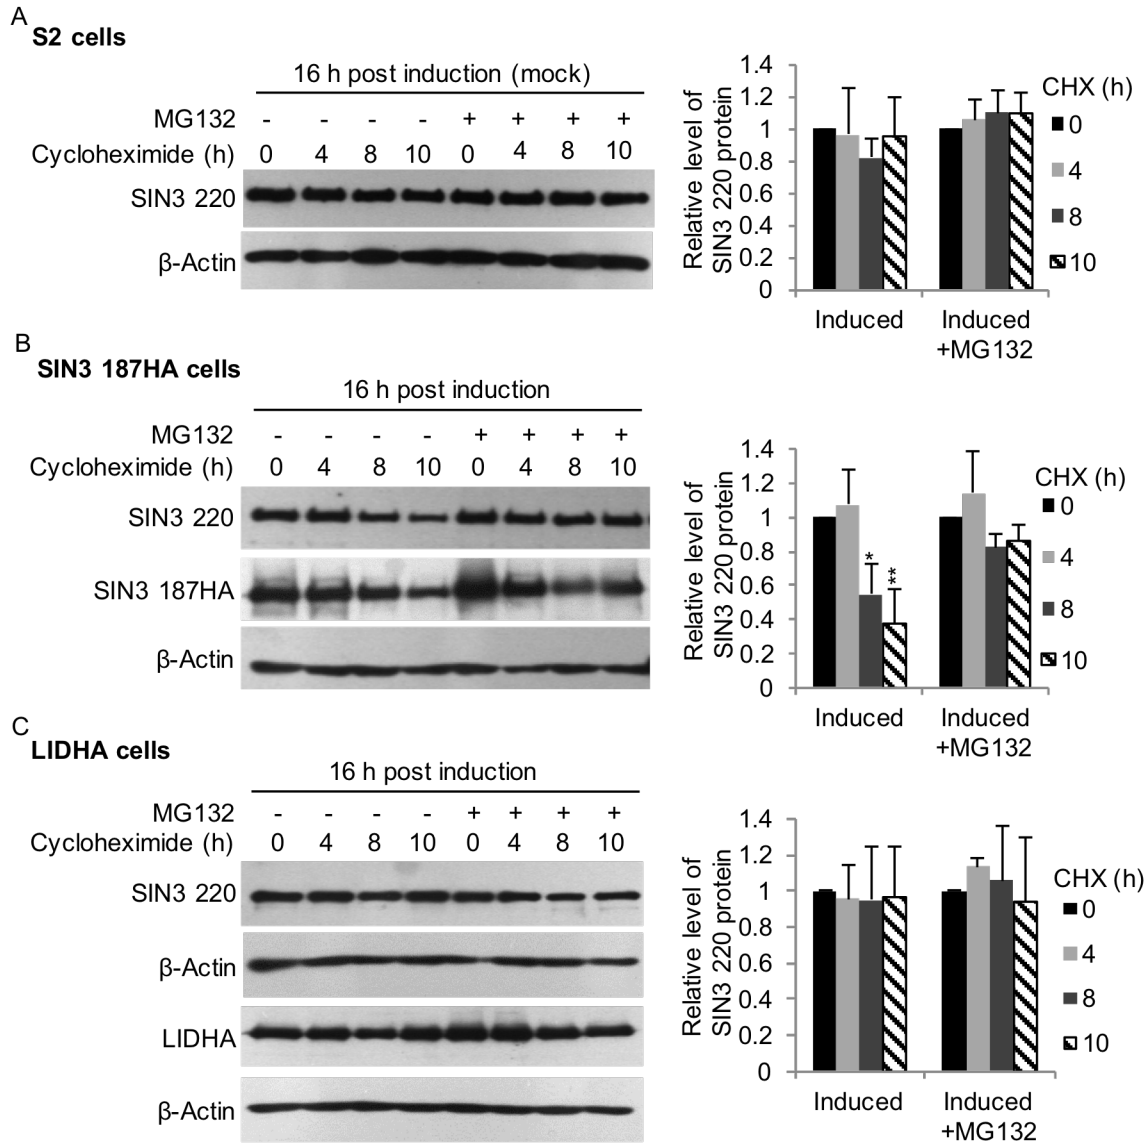 A
S2 cells
16 h post induction (mock)
MG132 - - - - + + + +
Cycloheximide (h) 0 4 8 10 0 4 8 10
SIN3 220
β-Actin
Relative level of
SIN3 220 protein
1.4
1.2
1
0.8
0.6
0.4
0.2
0
Induced
Induced
+MG132
CHX (h)
0
4
8
10
B
SIN3 187HA cells
16 h post induction
MG132 - - - - + + + +
Cycloheximide (h) 0 4 8 10 0 4 8 10
SIN3 220
SIN3 187HA
β-Actin
Relative level of
SIN3 220 protein
1.4
1.2
1
0.8
0.6
0.4
0.2
0
*
**
Induced
Induced
+MG132
CHX (h)
0
4
8
10
C
LIDHA cells
16 h post induction
MG132 - - - - + + + +
Cycloheximide (h) 0 4 8 10 0 4 8 10
SIN3 220
β-Actin
LIDHA
β-Actin
Relative level of
SIN3 220 protein
1.4
1.2
1
0.8
0.6
0.4
0.2
0
Induced
Induced
+MG132
CHX (h)
0
4
8
10